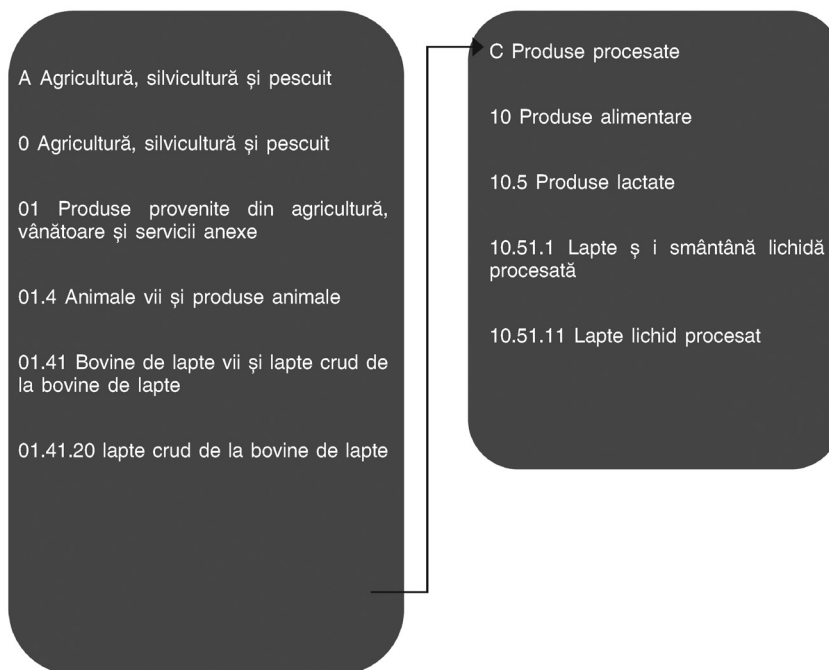 A Agricultură, silvicultură și pescuit
0 Agricultură, silvicultură și pescuit
01 Produse provenite din agricultură,
vânătoare și servicii anexe
01.4 Animale vii și produse animale
01.41 Bovine de lapte vii și lapte crud de
la bovine de lapte
01.41.20 lapte crud de la bovine de lapte
C Produse procesate
10 Produse alimentare
10.5 Produse lactate
10.51.1 Lapte ș i smântână lichidă
procesată
10.51.11 Lapte lichid procesat